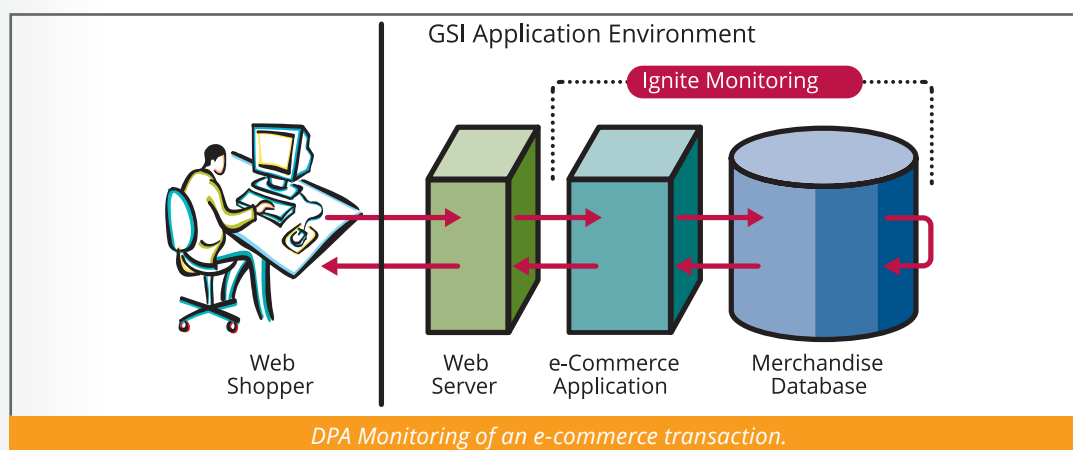 GSI Application Environment
Ignite Monitoring
Web
Shopper
Web
Server
e-Commerce
Application
Merchandise
Database
DPA Monitoring of an e-commerce transaction.